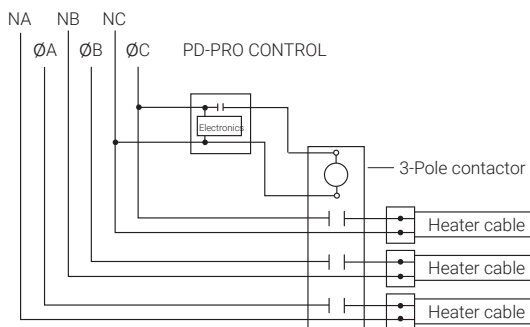 NA NB NC
ØA ØB ØC PD-PRO CONTROL
Electronics
3-Pole contactor
Heater cable
Heater cable
Heater cable